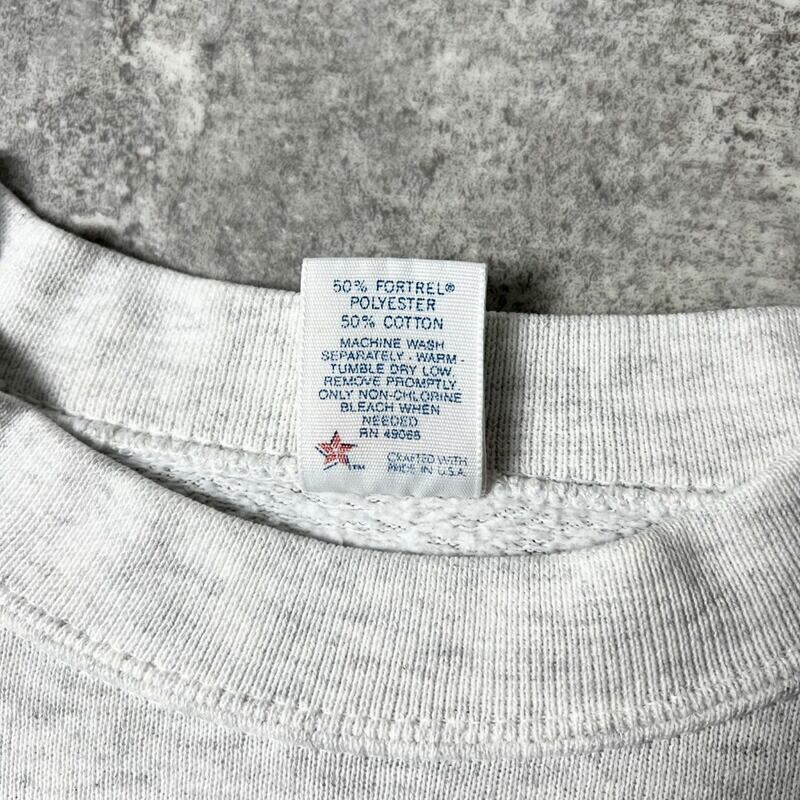 50% FORTREL®
POLYESTER
50% COTTON
MACHINE WASH
SEPARATELY - WARM -
TUMBLE DRY LOW
REMOVE PROMPTLY
ONLY NON-CHLORINE
BLEACH WHEN
NEEDED
RN 49065
TM
CRAFTED WITH
PRIDE IN U.S.A.